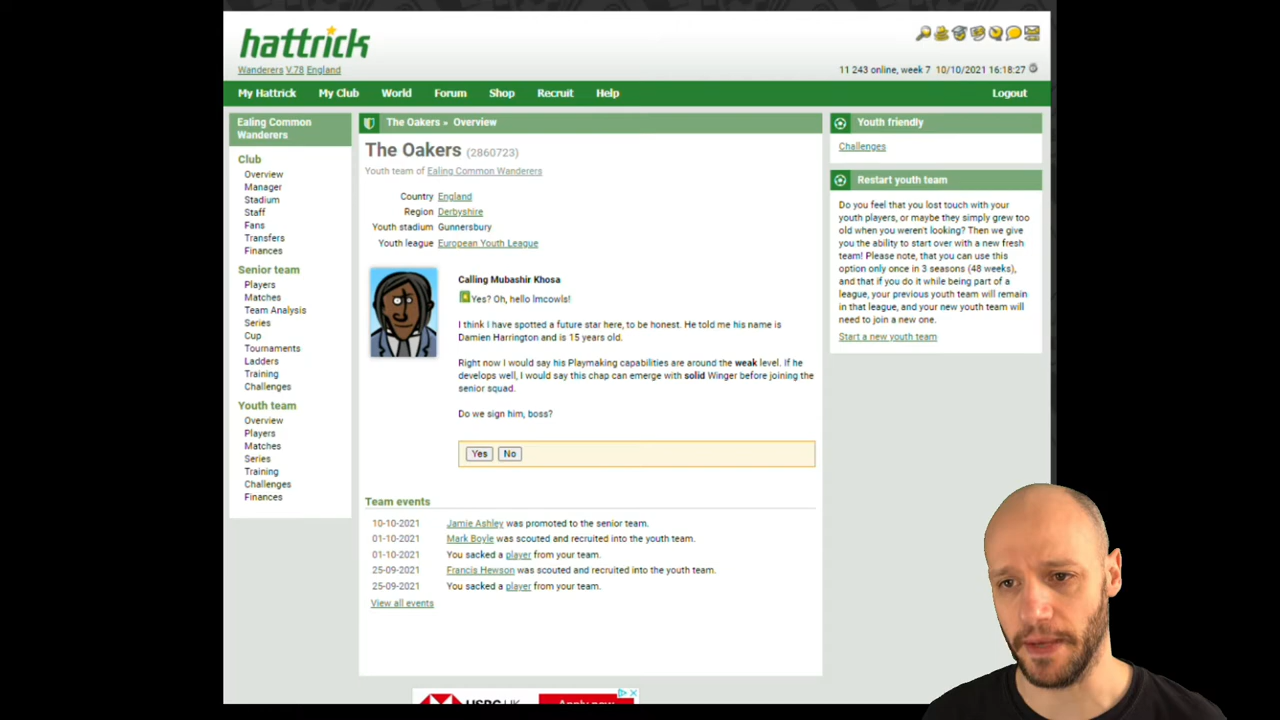 hattrick
Wanderers V.78 England
11 243 online, week 7 10/10/2021 16:18:27
My Hattrick My Club World Forum Shop Recruit Help Logout
Ealing Common
Wanderers
Club
Overview
Manager
Stadium
Staff
Fans
Transfers
Finances
Senior team
Players
Matches
Team Analysis
Series
Cup
Tournaments
Ladders
Training
Challenges
Youth team
Overview
Players
Matches
Series
Training
Challenges
Finances
The Oakers » Overview
The Oakers (2860723)
Youth team of Ealing Common Wanderers
Country England
Region Derbyshire
Youth stadium Gunnersbury
Youth league European Youth League
Calling Mubashir Khosa
Yes? Oh, hello lmcowls!
I think I have spotted a future star here, to be honest. He told me his name is
Damien Harrington and is 15 years old.
Right now I would say his Playmaking capabilities are around the weak level. If he
develops well, I would say this chap can emerge with solid Winger before joining the
senior squad.
Do we sign him, boss?
Yes No
Team events
10-10-2021 Jamie Ashley was promoted to the senior team.
01-10-2021 Mark Boyle was scouted and recruited into the youth team.
01-10-2021 You sacked a player from your team.
25-09-2021 Francis Hewson was scouted and recruited into the youth team.
25-09-2021 You sacked a player from your team.
View all events
Youth friendly
Challenges
Restart youth team
Do you feel that you lost touch with your
youth players, or maybe they simply grew too
old when you weren't looking? Then we give
you the ability to start over with a new fresh
team! Please note, that you can use this
option only once in 3 seasons (48 weeks),
and that if you do it while being part of a
league, your previous youth team will remain
in that league, and your new youth team will
need to join a new one.
Start a new youth team
HSBC UK Apply now